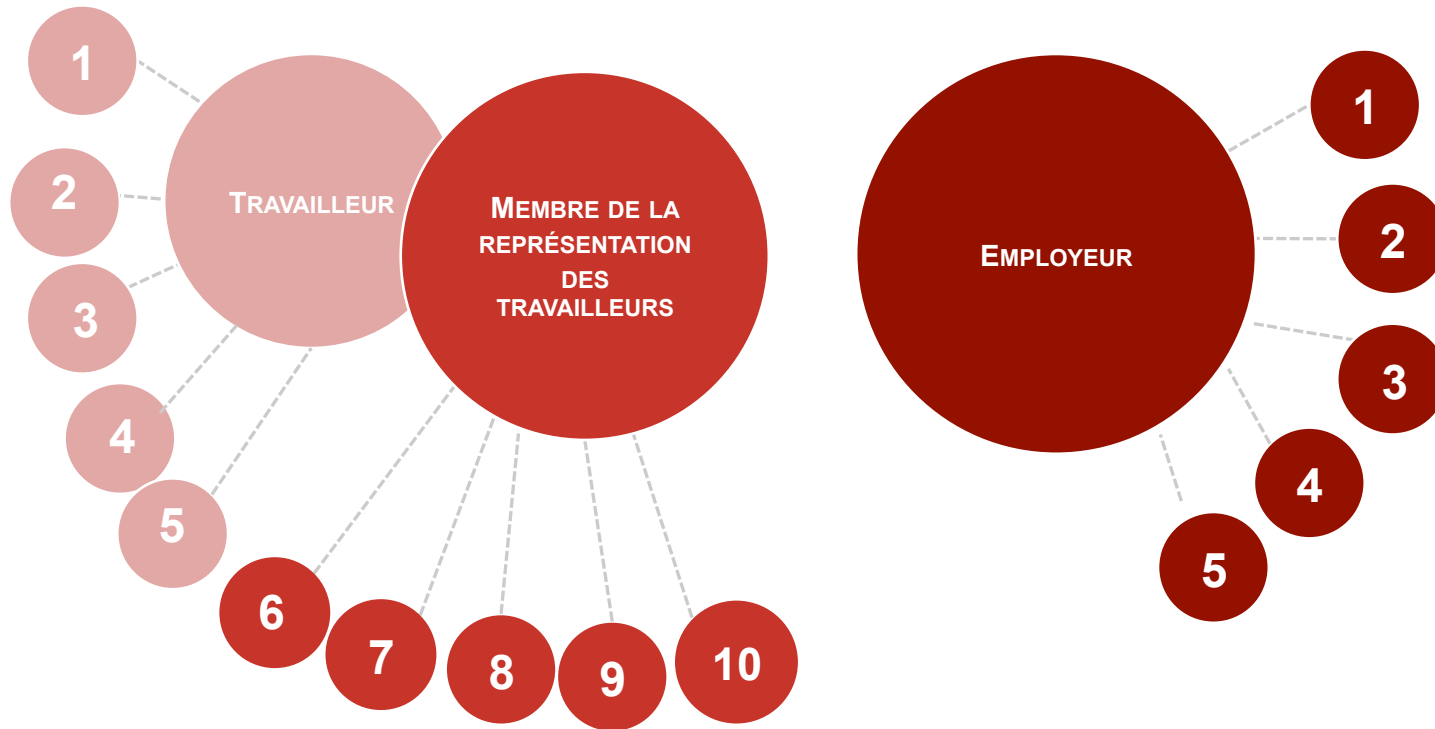 1
2
3
4
5
TRAVAILLEUR
MEMBRE DE LA
REPRÉSENTATION
DES
TRAVAILLEURS
6
7
8
9
10
EMPLOYEUR
1
2
3
4
5